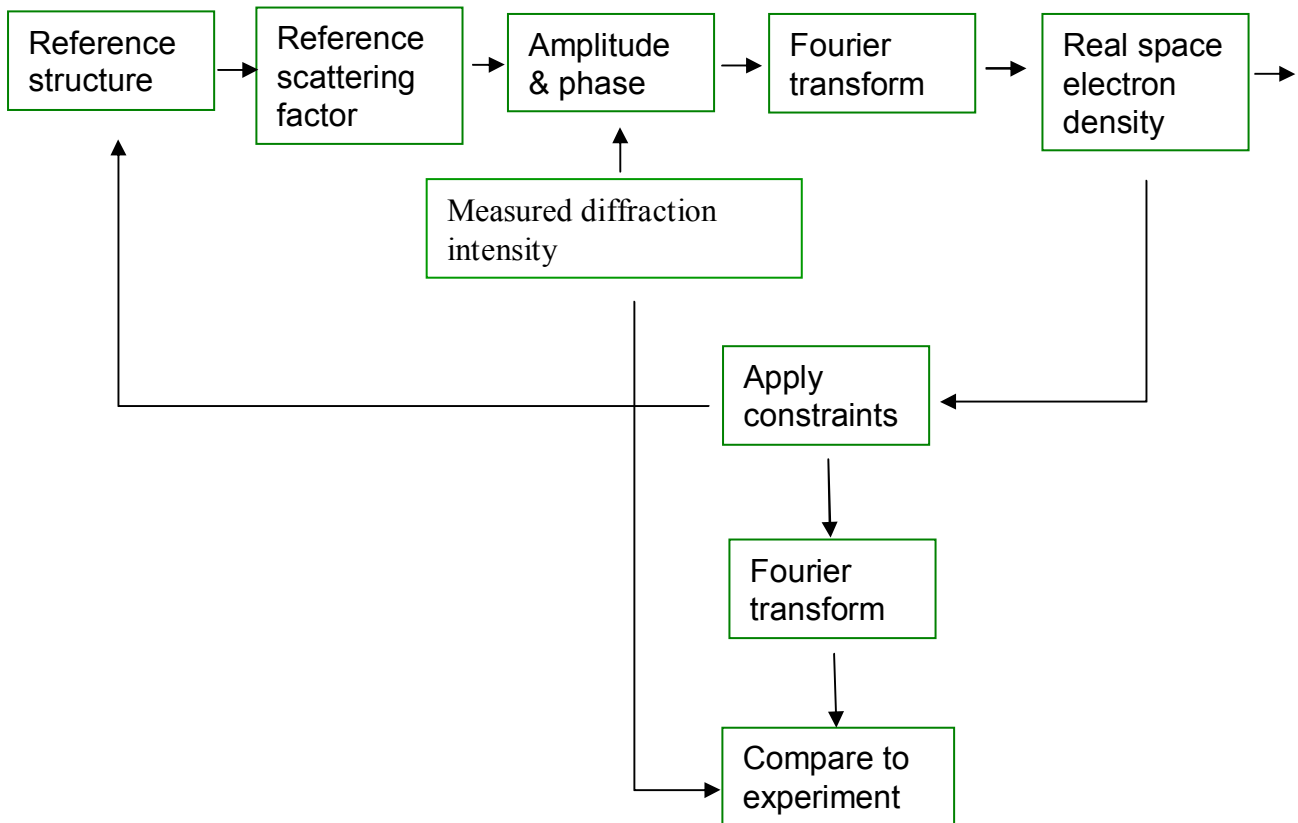 Reference
structure
Reference
scattering
factor
Amplitude
& phase
Fourier
transform
Real space
electron
density
Measured diffraction
intensity
Apply
constraints
Fourier
transform
Compare to
experiment